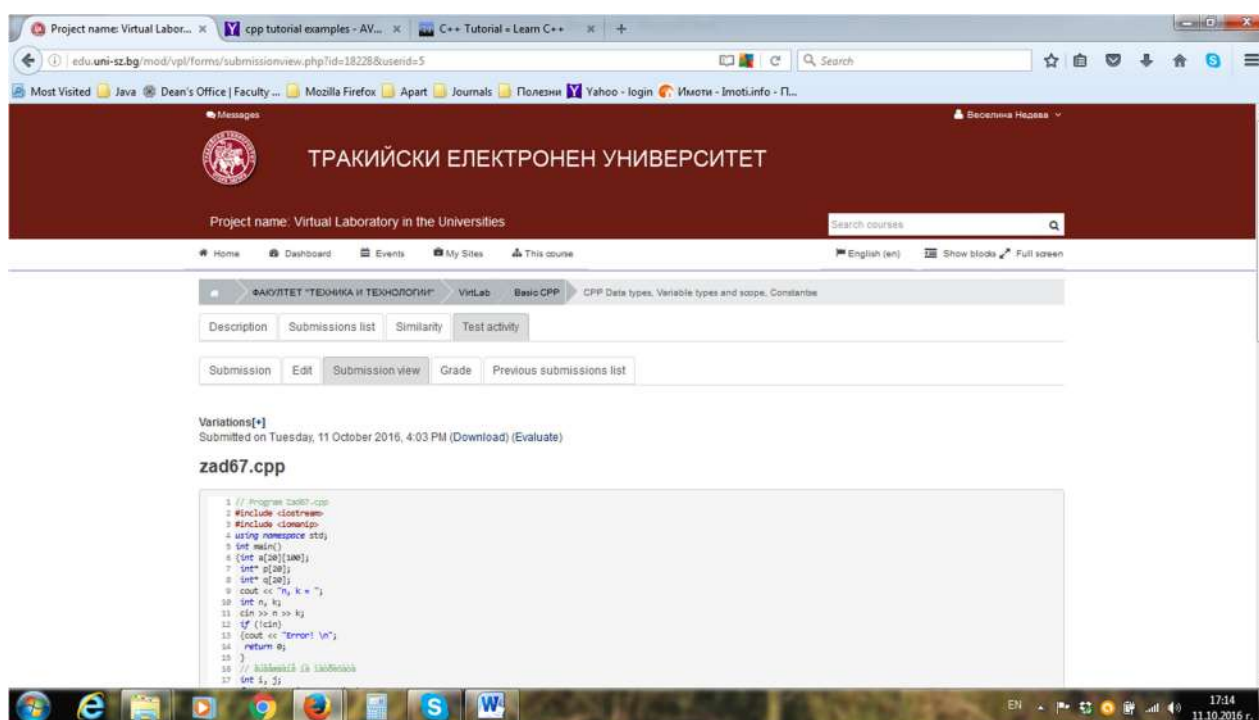 Project name: Virtual Labor... × cpp tutorial examples - AV... × C++ Tutorial = Learn C++ × +
edu.uni-sz.bg/mod/vpl/forms/submissionview.php?id=18228&userid=5 Search
Most Visited Java Dean's Office | Faculty ... Mozilla Firefox Apart Journals Полезни Yahoo - login Имоти - Imoti.info - П...
Messages Веселина Недева
ТРАКИЙСКИ ЕЛЕКТРОНЕН УНИВЕРСИТЕТ
Project name: Virtual Laboratory in the Universities Search courses
Home Dashboard Events My Sites This course English (en) Show blocks Full screen
ФАКУЛТЕТ "ТЕХНИКА И ТЕХНОЛОГИИ" VirtLab Basic CPP CPP Data types, Variable types and scope, Constantse
Description Submissions list Similarity Test activity
Submission Edit Submission view Grade Previous submissions list
Variations[+]
Submitted on Tuesday, 11 October 2016, 4:03 PM (Download) (Evaluate)
zad67.cpp
1 // Program Zad67.cpp
2 #include <iostream>
3 #include <iomanip>
4 using namespace std;
5 int main()
6 {int a[20][100];
7 int* p[20];
8 int* q[20];
9 cout << "n, k = ";
10 int n, k;
11 cin >> n >> k;
12 if (!cin)
13 {cout << "Error! \n";
14 return 0;
15 }
16 //
17 int i, j;
EN 17:14
11.10.2016 г.